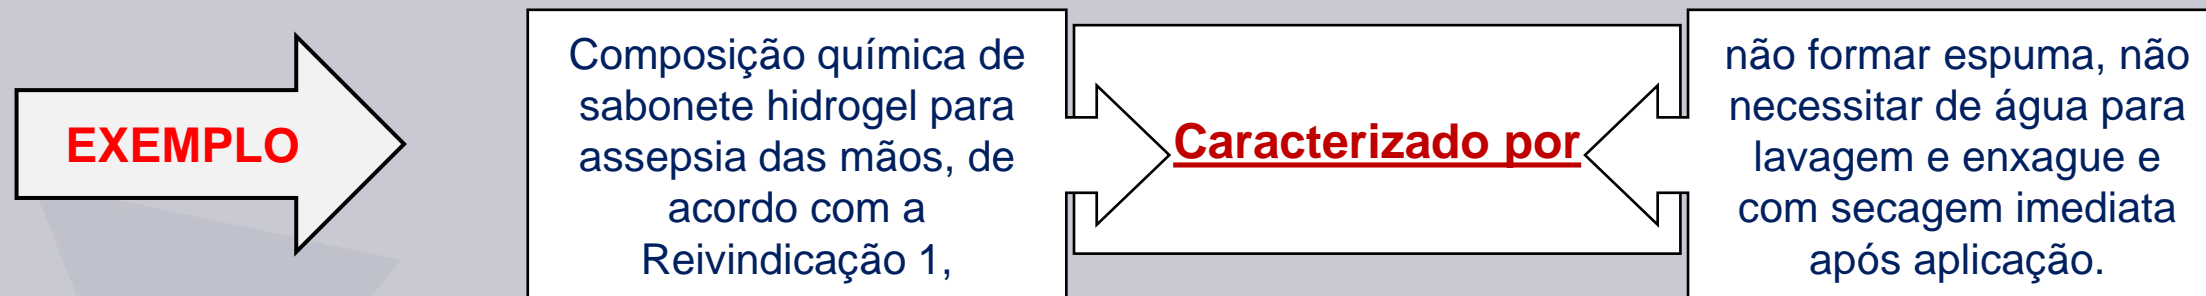 EXEMPLO
Composição química de
sabonete hidrogel para
assepsia das mãos, de
acordo com a
Reivindicação 1,
Caracterizado por
não formar espuma, não
necessitar de água para
lavagem e enxague e
com secagem imediata
após aplicação.